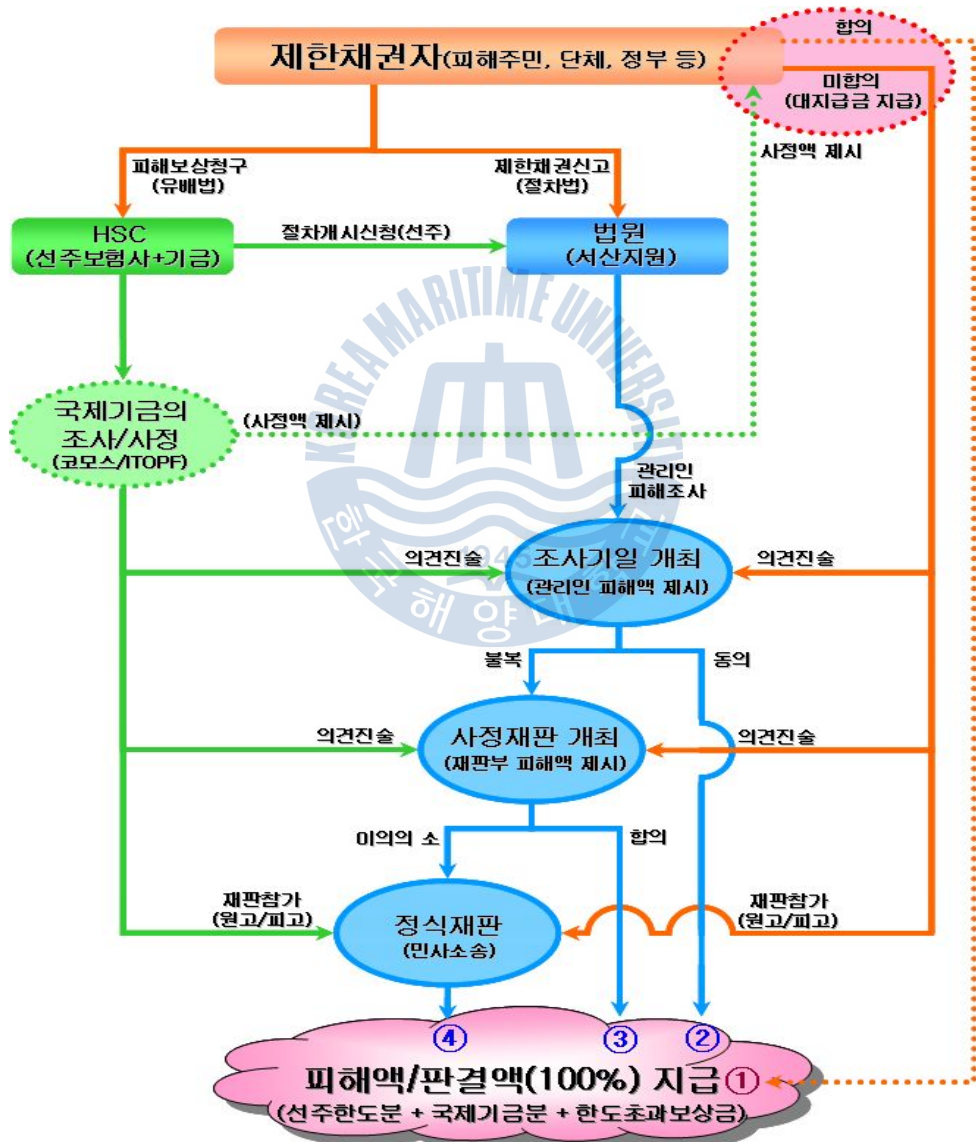 합의
제한채권자(피해주민, 단체, 정부 등)
미합의
(대지급금 지급)
사정액 제시
피해보상청구
(유배법)
제한채권신고
(절차법)
HSC
(선주보험사+기금)
절차개시신청(선주)
법원
(서산지원)
KOREA MARITIME UNIVERSITY
국제기금의
조사/사정
(코모스/ITOPF)
(사정액 제시)
관리인
피해조사
1945
한국해양대학교
의견진술
조사기일 개최
(관리인 피해액 제시)
의견진술
불복
동의
의견진술
사정재판 개최
(재판부 피해액 제시)
의견진술
이의의 소
합의
재판참가
(원고/피고)
정식재판
(민사소송)
재판참가
(원고/피고)
④ ③ ②
피해액/판결액(100%) 지급 ①
(선주한도분 + 국제기금분 + 한도초과보상금)